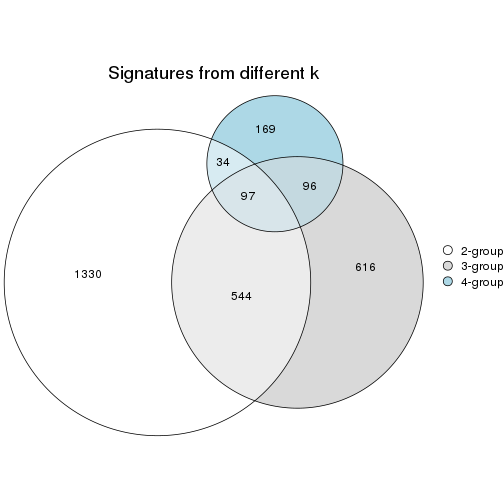 Signatures from different k
169
34
97
96
1330
544
616
2-group
3-group
4-group